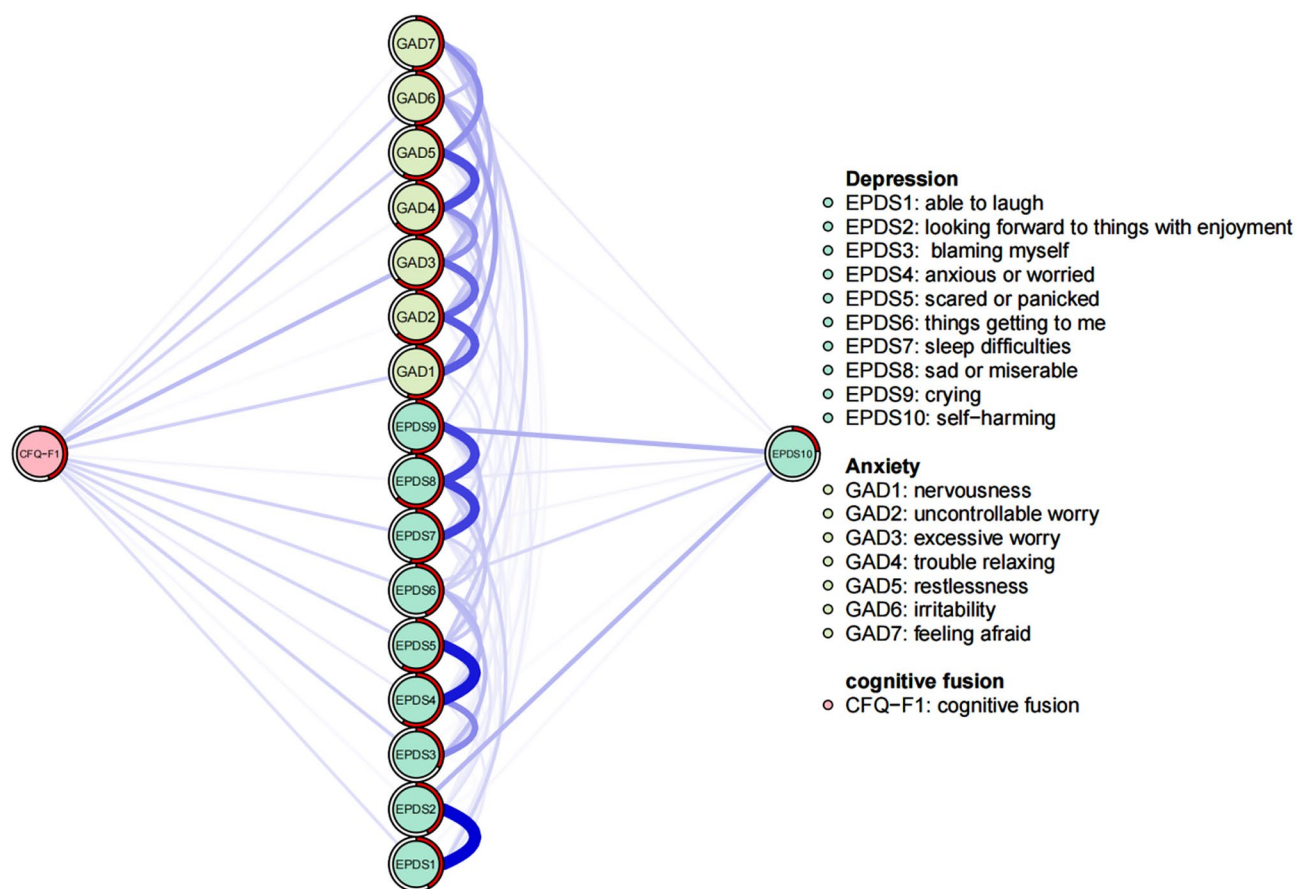 GAD7
GAD6
GAD5
GAD4
GAD3
GAD2
GAD1
EPDS9
EPDS8
EPDS7
EPDS6
EPDS5
EPDS4
EPDS3
EPDS2
EPDS1
CFQ−F1
EPDS10
Depression
EPDS1: able to laugh
EPDS2: looking forward to things with enjoyment
EPDS3: blaming myself
EPDS4: anxious or worried
EPDS5: scared or panicked
EPDS6: things getting to me
EPDS7: sleep difficulties
EPDS8: sad or miserable
EPDS9: crying
EPDS10: self−harming
Anxiety
GAD1: nervousness
GAD2: uncontrollable worry
GAD3: excessive worry
GAD4: trouble relaxing
GAD5: restlessness
GAD6: irritability
GAD7: feeling afraid
cognitive fusion
CFQ−F1: cognitive fusion